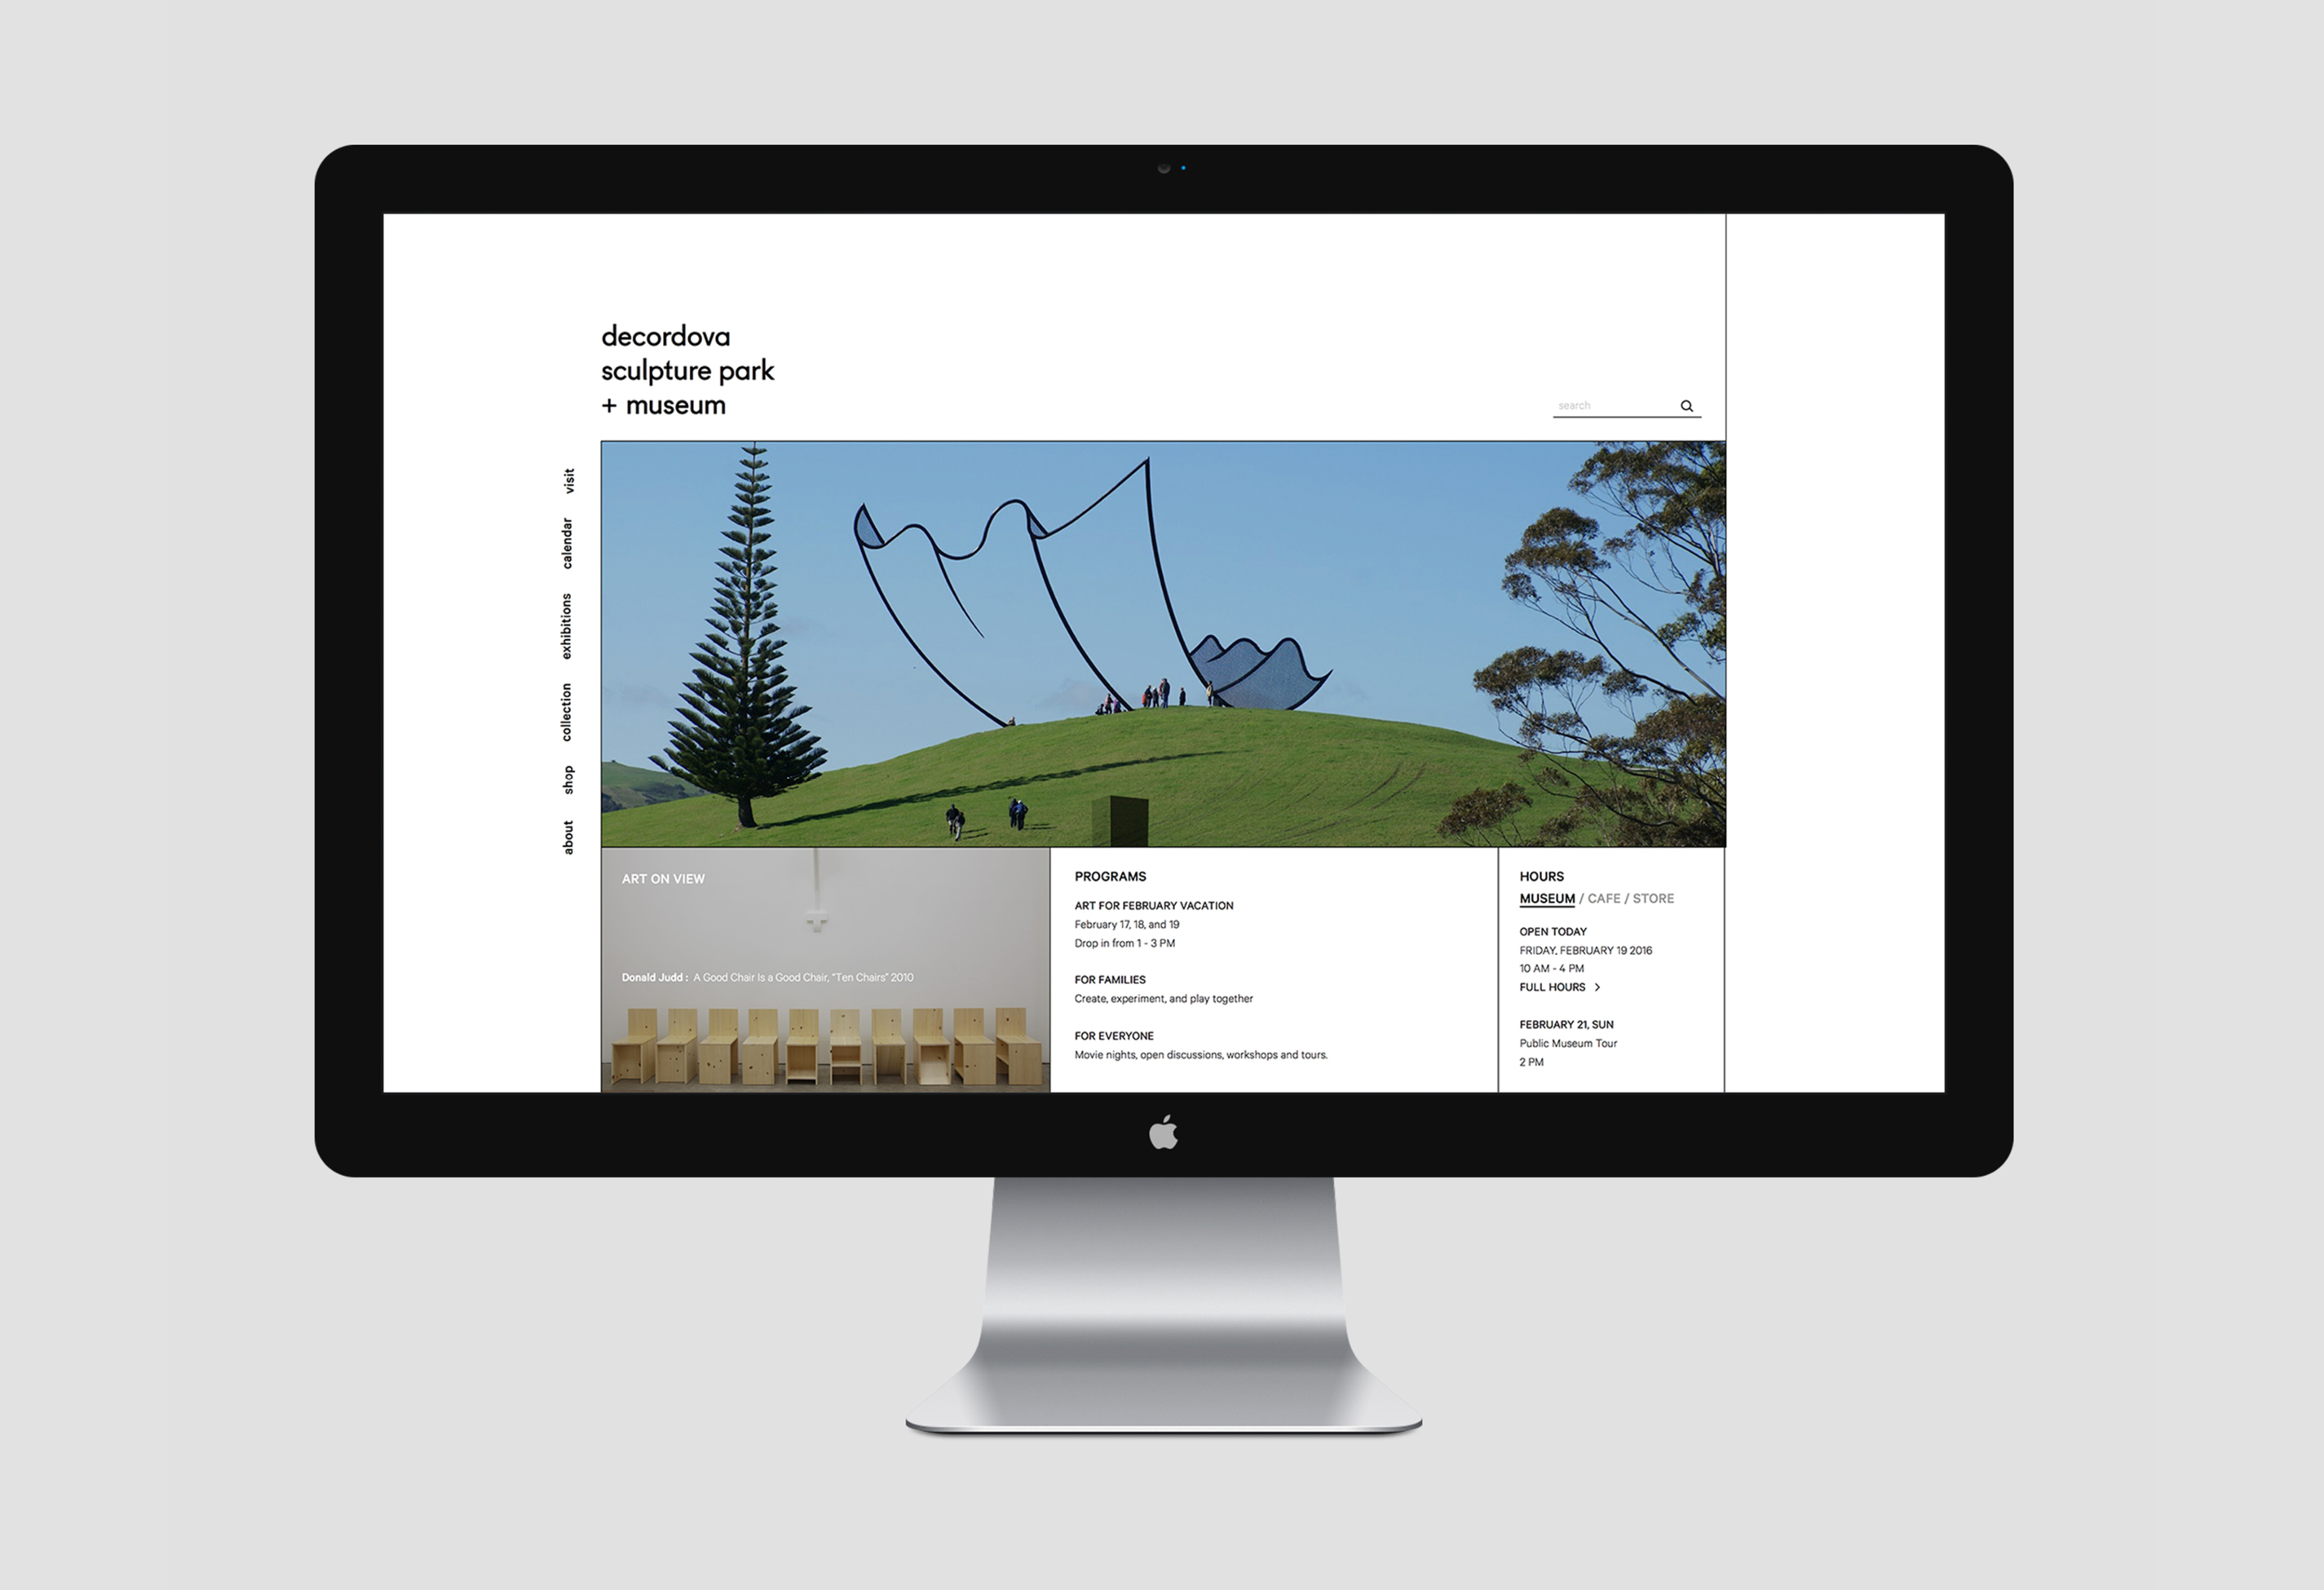 decordova
sculpture park
+ museum
search
visit
calendar
exhibitions
collection
shop
about
ART ON VIEW
Donald Judd : A Good Chair Is a Good Chair, "Ten Chairs" 2010
PROGRAMS
ART FOR FEBRUARY VACATION
February 17, 18, and 19
Drop in from 1 - 3 PM
FOR FAMILIES
Create, experiment, and play together
FOR EVERYONE
Movie nights, open discussions, workshops and tours.
HOURS
MUSEUM / CAFE / STORE
OPEN TODAY
FRIDAY, FEBRUARY 19 2016
10 AM - 4 PM
FULL HOURS >
FEBRUARY 21, SUN
Public Museum Tour
2 PM